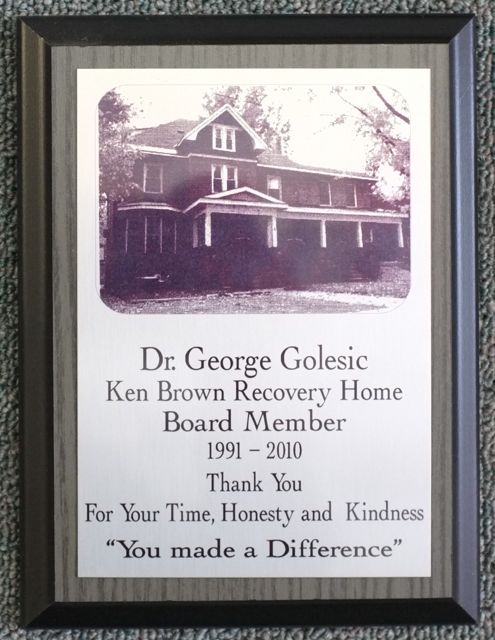 Dr. George Golesic
Ken Brown Recovery Home
Board Member
1991 – 2010
Thank You
For Your Time, Honesty and Kindness
“You made a Difference”